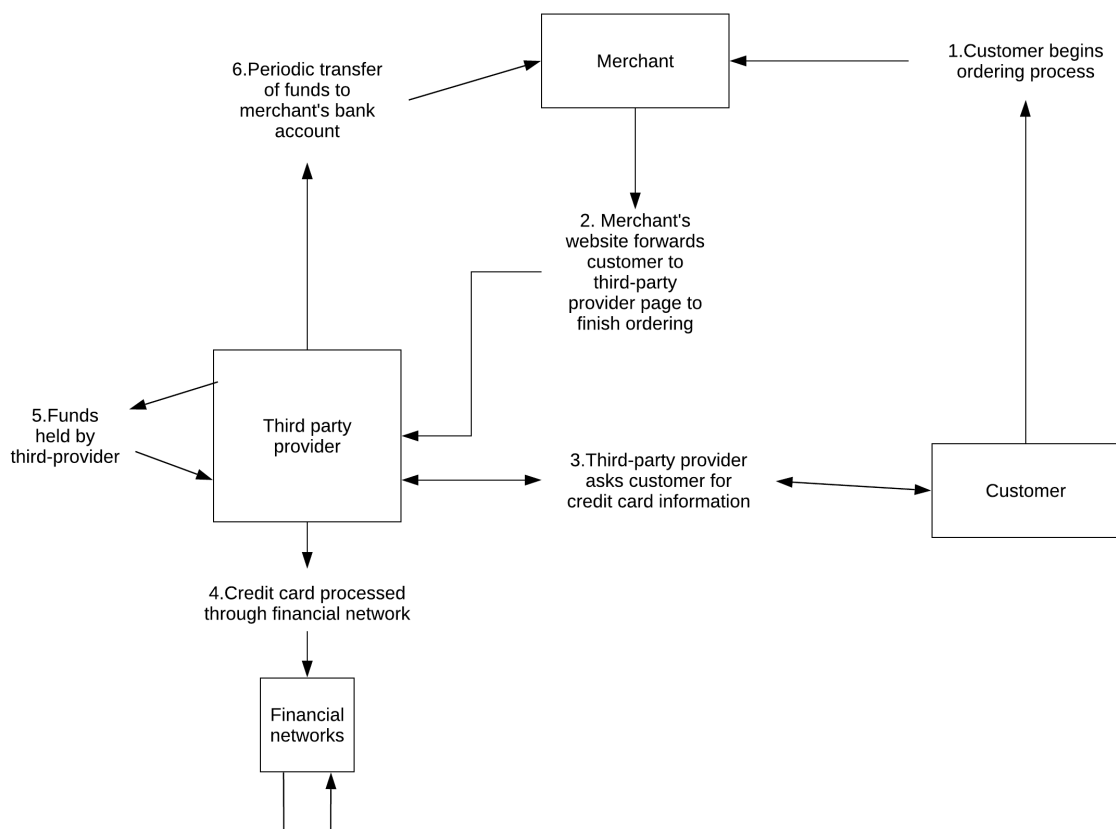 6.Periodic transfer
of funds to
merchant's bank
account
Merchant
1.Customer begins
ordering process
2. Merchant's
website forwards
customer to
third-party
provider page to
finish ordering
5.Funds
held by
third-provider
Third party
provider
3.Third-party provider
asks customer for
credit card information
Customer
4.Credit card processed
through financial network
Financial
networks